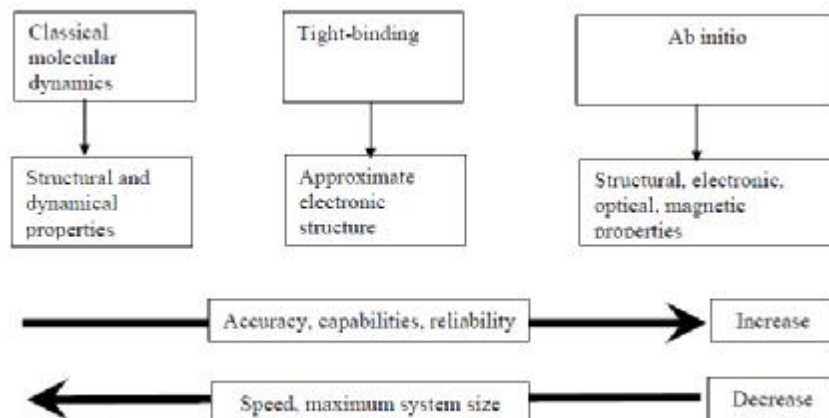 Classical
molecular
dynamics
Tight-binding
Ab initio
Structural and
dynamical
properties
Approximate
electronic
structure
Structural, electronic,
optical, magnetic
properties
Accuracy, capabilities, reliability
Increase
Speed, maximum system size
Decrease